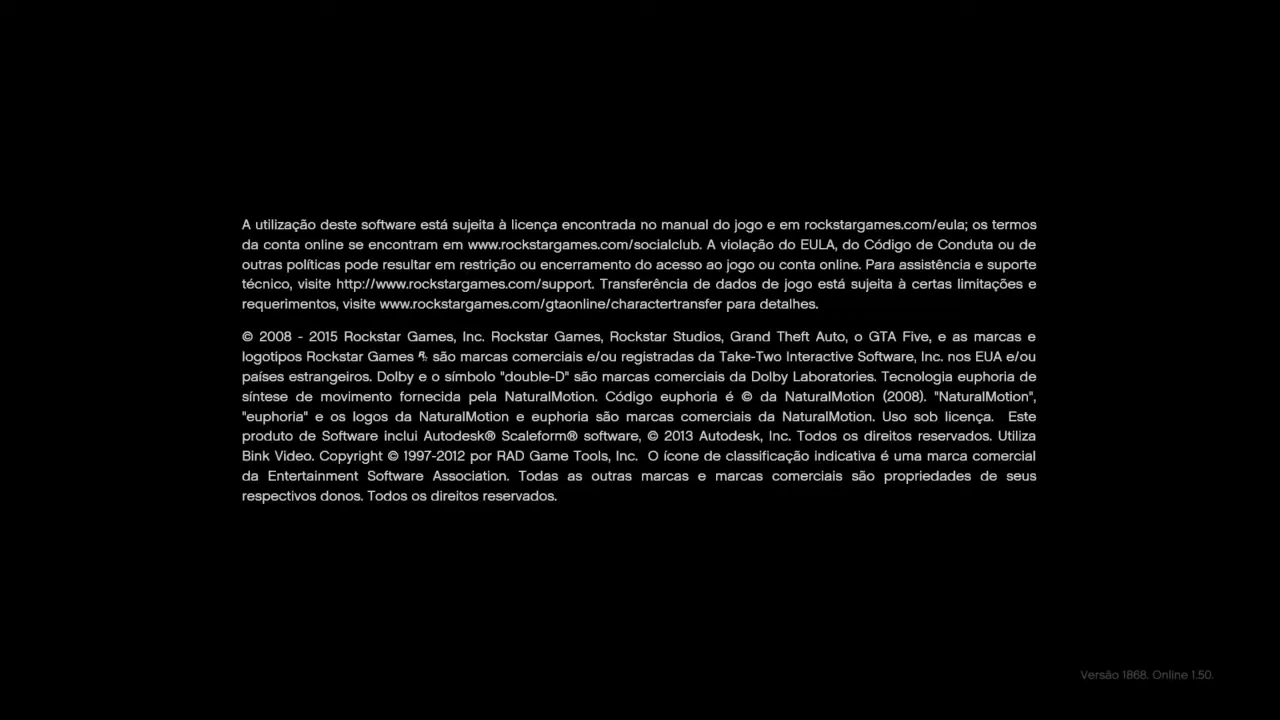 A utilização deste software está sujeita à licença encontrada no manual do jogo e em rockstargames.com/eula; os termos
da conta online se encontram em www.rockstargames.com/socialclub. A violação do EULA, do Código de Conduta ou de
outras políticas pode resultar em restrição ou encerramento do acesso ao jogo ou conta online. Para assistência e suporte
técnico, visite http://www.rockstargames.com/support. Transferência de dados de jogo está sujeita à certas limitações e
requerimentos, visite www.rockstargames.com/gtaonline/charactertransfer para detalhes.
© 2008 - 2015 Rockstar Games, Inc. Rockstar Games, Rockstar Studios, Grand Theft Auto, o GTA Five, e as marcas e
logotipos Rockstar Games R* são marcas comerciais e/ou registradas da Take-Two Interactive Software, Inc. nos EUA e/ou
países estrangeiros. Dolby e o símbolo "double-D" são marcas comerciais da Dolby Laboratories. Tecnologia euphoria de
síntese de movimento fornecida pela NaturalMotion. Código euphoria é © da NaturalMotion (2008). "NaturalMotion",
"euphoria" e os logos da NaturalMotion e euphoria são marcas comerciais da NaturalMotion. Uso sob licença. Este
produto de Software inclui Autodesk® Scaleform® software, © 2013 Autodesk, Inc. Todos os direitos reservados. Utiliza
Bink Video. Copyright © 1997-2012 por RAD Game Tools, Inc. O ícone de classificação indicativa é uma marca comercial
da Entertainment Software Association. Todas as outras marcas e marcas comerciais são propriedades de seus
respectivos donos. Todos os direitos reservados.
Versão 1868. Online 1.50.